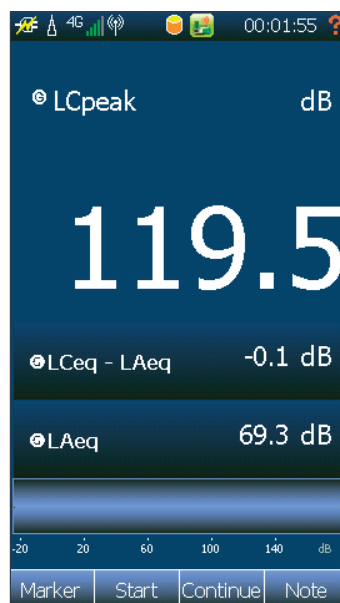 4G 00:01:55 ?
G LCpeak dB
119.5
G LCeq - LAeq -0.1 dB
G LAeq 69.3 dB
-20 20 60 100 140 dB
Marker Start Continue Note